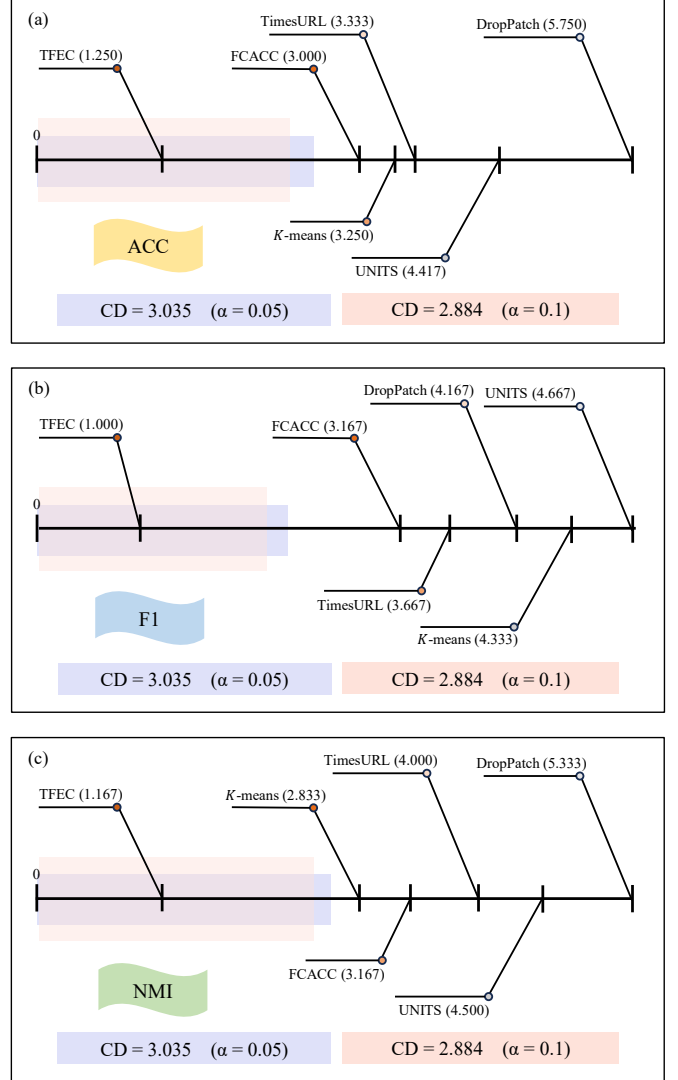 (a)
TimesURL (3.333)
DropPatch (5.750)
TFEC (1.250)
FCACC (3.000)
0
K-means (3.250)
ACC
UNITS (4.417)
CD = 3.035 (α = 0.05)
CD = 2.884 (α = 0.1)
(b)
DropPatch (4.167)
UNITS (4.667)
TFEC (1.000)
FCACC (3.167)
0
TimesURL (3.667)
F1
K-means (4.333)
CD = 3.035 (α = 0.05)
CD = 2.884 (α = 0.1)
(c)
TimesURL (4.000)
DropPatch (5.333)
TFEC (1.167)
K-means (2.833)
0
FCACC (3.167)
NMI
UNITS (4.500)
CD = 3.035 (α = 0.05)
CD = 2.884 (α = 0.1)